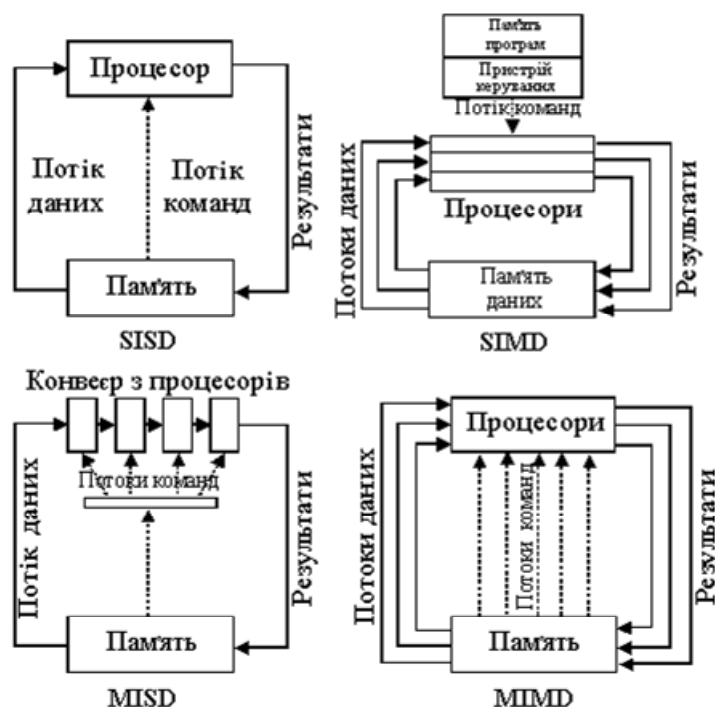 Процесор
Потік
даних
Потік
команд
Результати
Пам'ять
SISD
Пам'ять
програм
Пристрій
керування
Потік команд
Потоки даних
Процесори
Результати
Пам'ять
даних
SIMD
Конвеєр з процесорів
Потоки команд
Потік даних
Результати
Пам'ять
MISD
Процесори
Потоки даних
Потоки команд
Результати
Пам'ять
MIMD